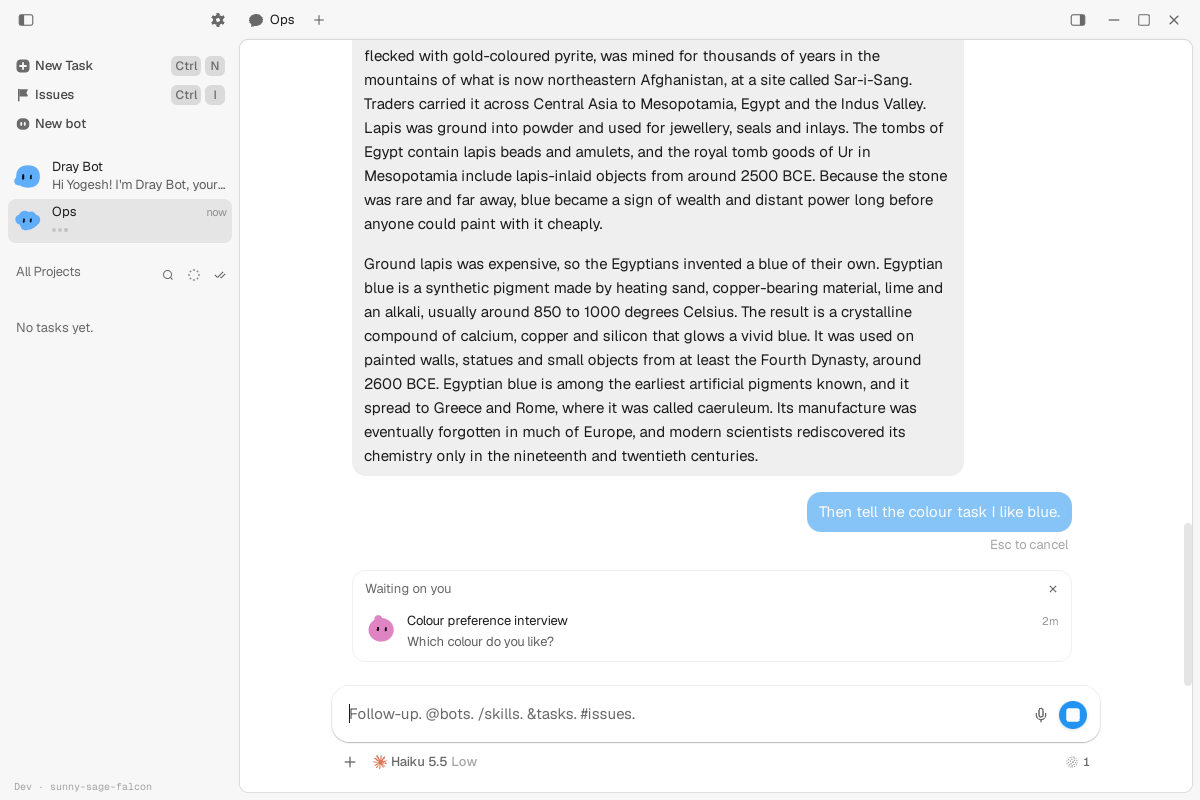 Ops
New Task
Ctrl N
Issues
Ctrl I
New bot
Dray Bot
Hi Yogesh! I'm Dray Bot, your…
Ops
now
All Projects
No tasks yet.
Dev · sunny-sage-falcon
flecked with gold-coloured pyrite, was mined for thousands of years in the
mountains of what is now northeastern Afghanistan, at a site called Sar-i-Sang.
Traders carried it across Central Asia to Mesopotamia, Egypt and the Indus Valley.
Lapis was ground into powder and used for jewellery, seals and inlays. The tombs of
Egypt contain lapis beads and amulets, and the royal tomb goods of Ur in
Mesopotamia include lapis-inlaid objects from around 2500 BCE. Because the stone
was rare and far away, blue became a sign of wealth and distant power long before
anyone could paint with it cheaply.
Ground lapis was expensive, so the Egyptians invented a blue of their own. Egyptian
blue is a synthetic pigment made by heating sand, copper-bearing material, lime and
an alkali, usually around 850 to 1000 degrees Celsius. The result is a crystalline
compound of calcium, copper and silicon that glows a vivid blue. It was used on
painted walls, statues and small objects from at least the Fourth Dynasty, around
2600 BCE. Egyptian blue is among the earliest artificial pigments known, and it
spread to Greece and Rome, where it was called caeruleum. Its manufacture was
eventually forgotten in much of Europe, and modern scientists rediscovered its
chemistry only in the nineteenth and twentieth centuries.
Then tell the colour task I like blue.
Esc to cancel
Waiting on you
Colour preference interview
2m
Which colour do you like?
Follow-up. @bots. /skills. &tasks. #issues.
Haiku 5.5 Low
1